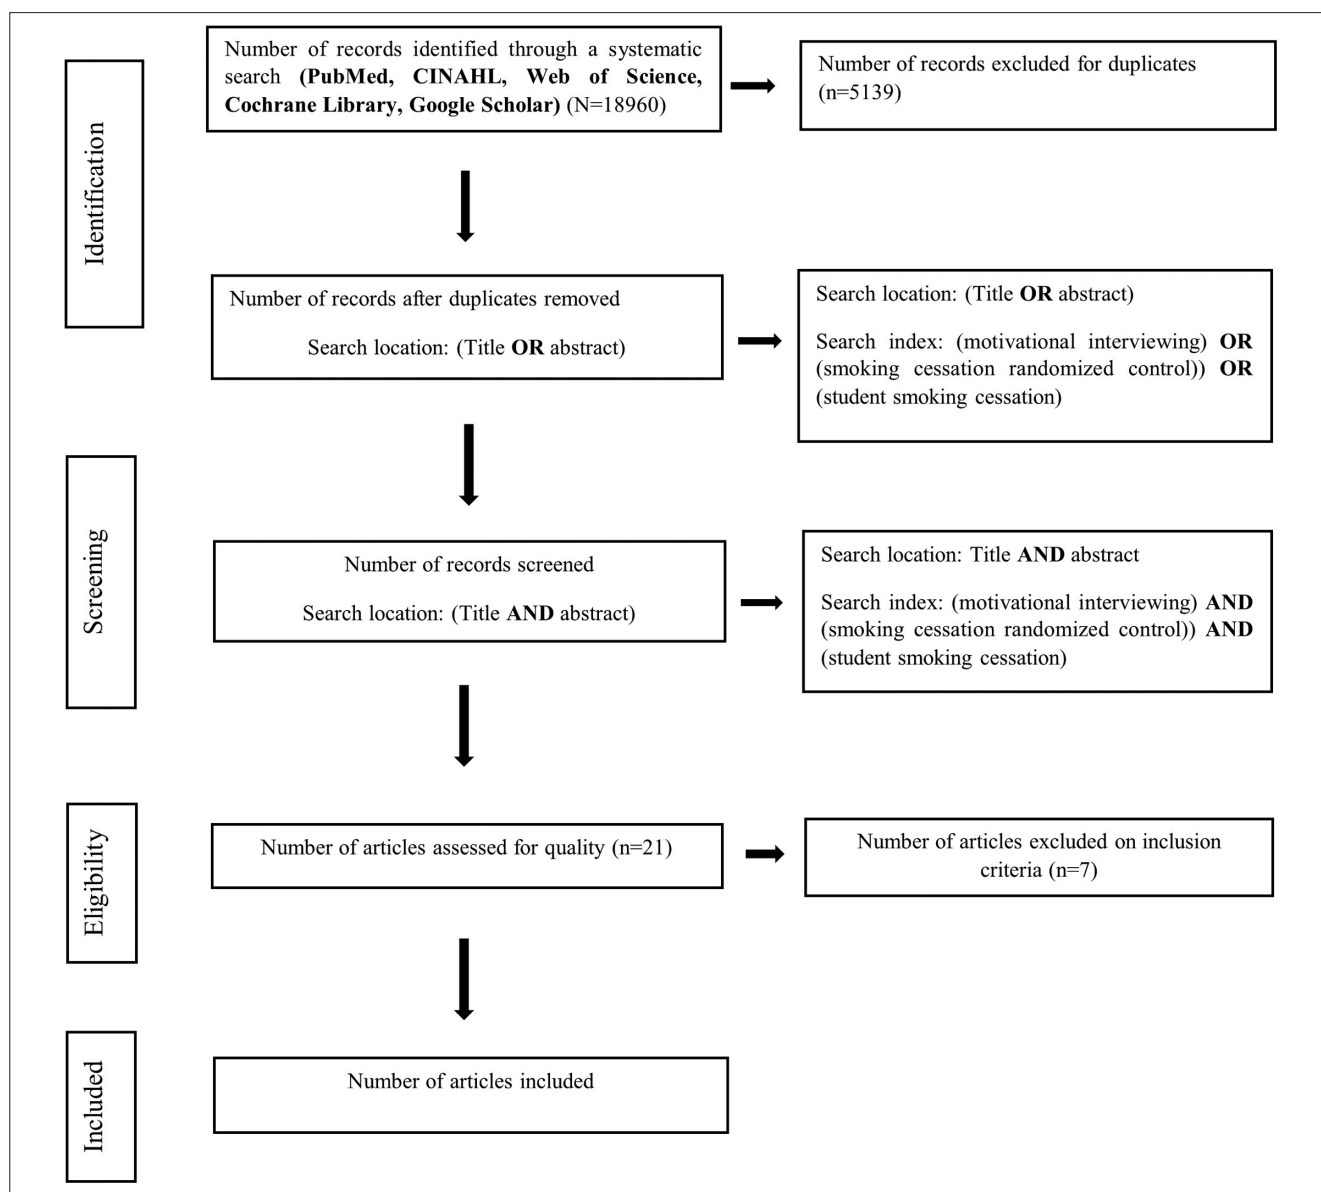 Identification
Number of records identified through a systematic
search (PubMed, CINAHL, Web of Science,
Cochrane Library, Google Scholar) (N=18960)
Number of records excluded for duplicates
(n=5139)
Number of records after duplicates removed
Search location: (Title OR abstract)
Search location: (Title OR abstract)
Search index: (motivational interviewing) OR
(smoking cessation randomized control)) OR
(student smoking cessation)
Screening
Number of records screened
Search location: (Title AND abstract)
Search location: Title AND abstract
Search index: (motivational interviewing) AND
(smoking cessation randomized control)) AND
(student smoking cessation)
Eligibility
Number of articles assessed for quality (n=21)
Number of articles excluded on inclusion
criteria (n=7)
Included
Number of articles included